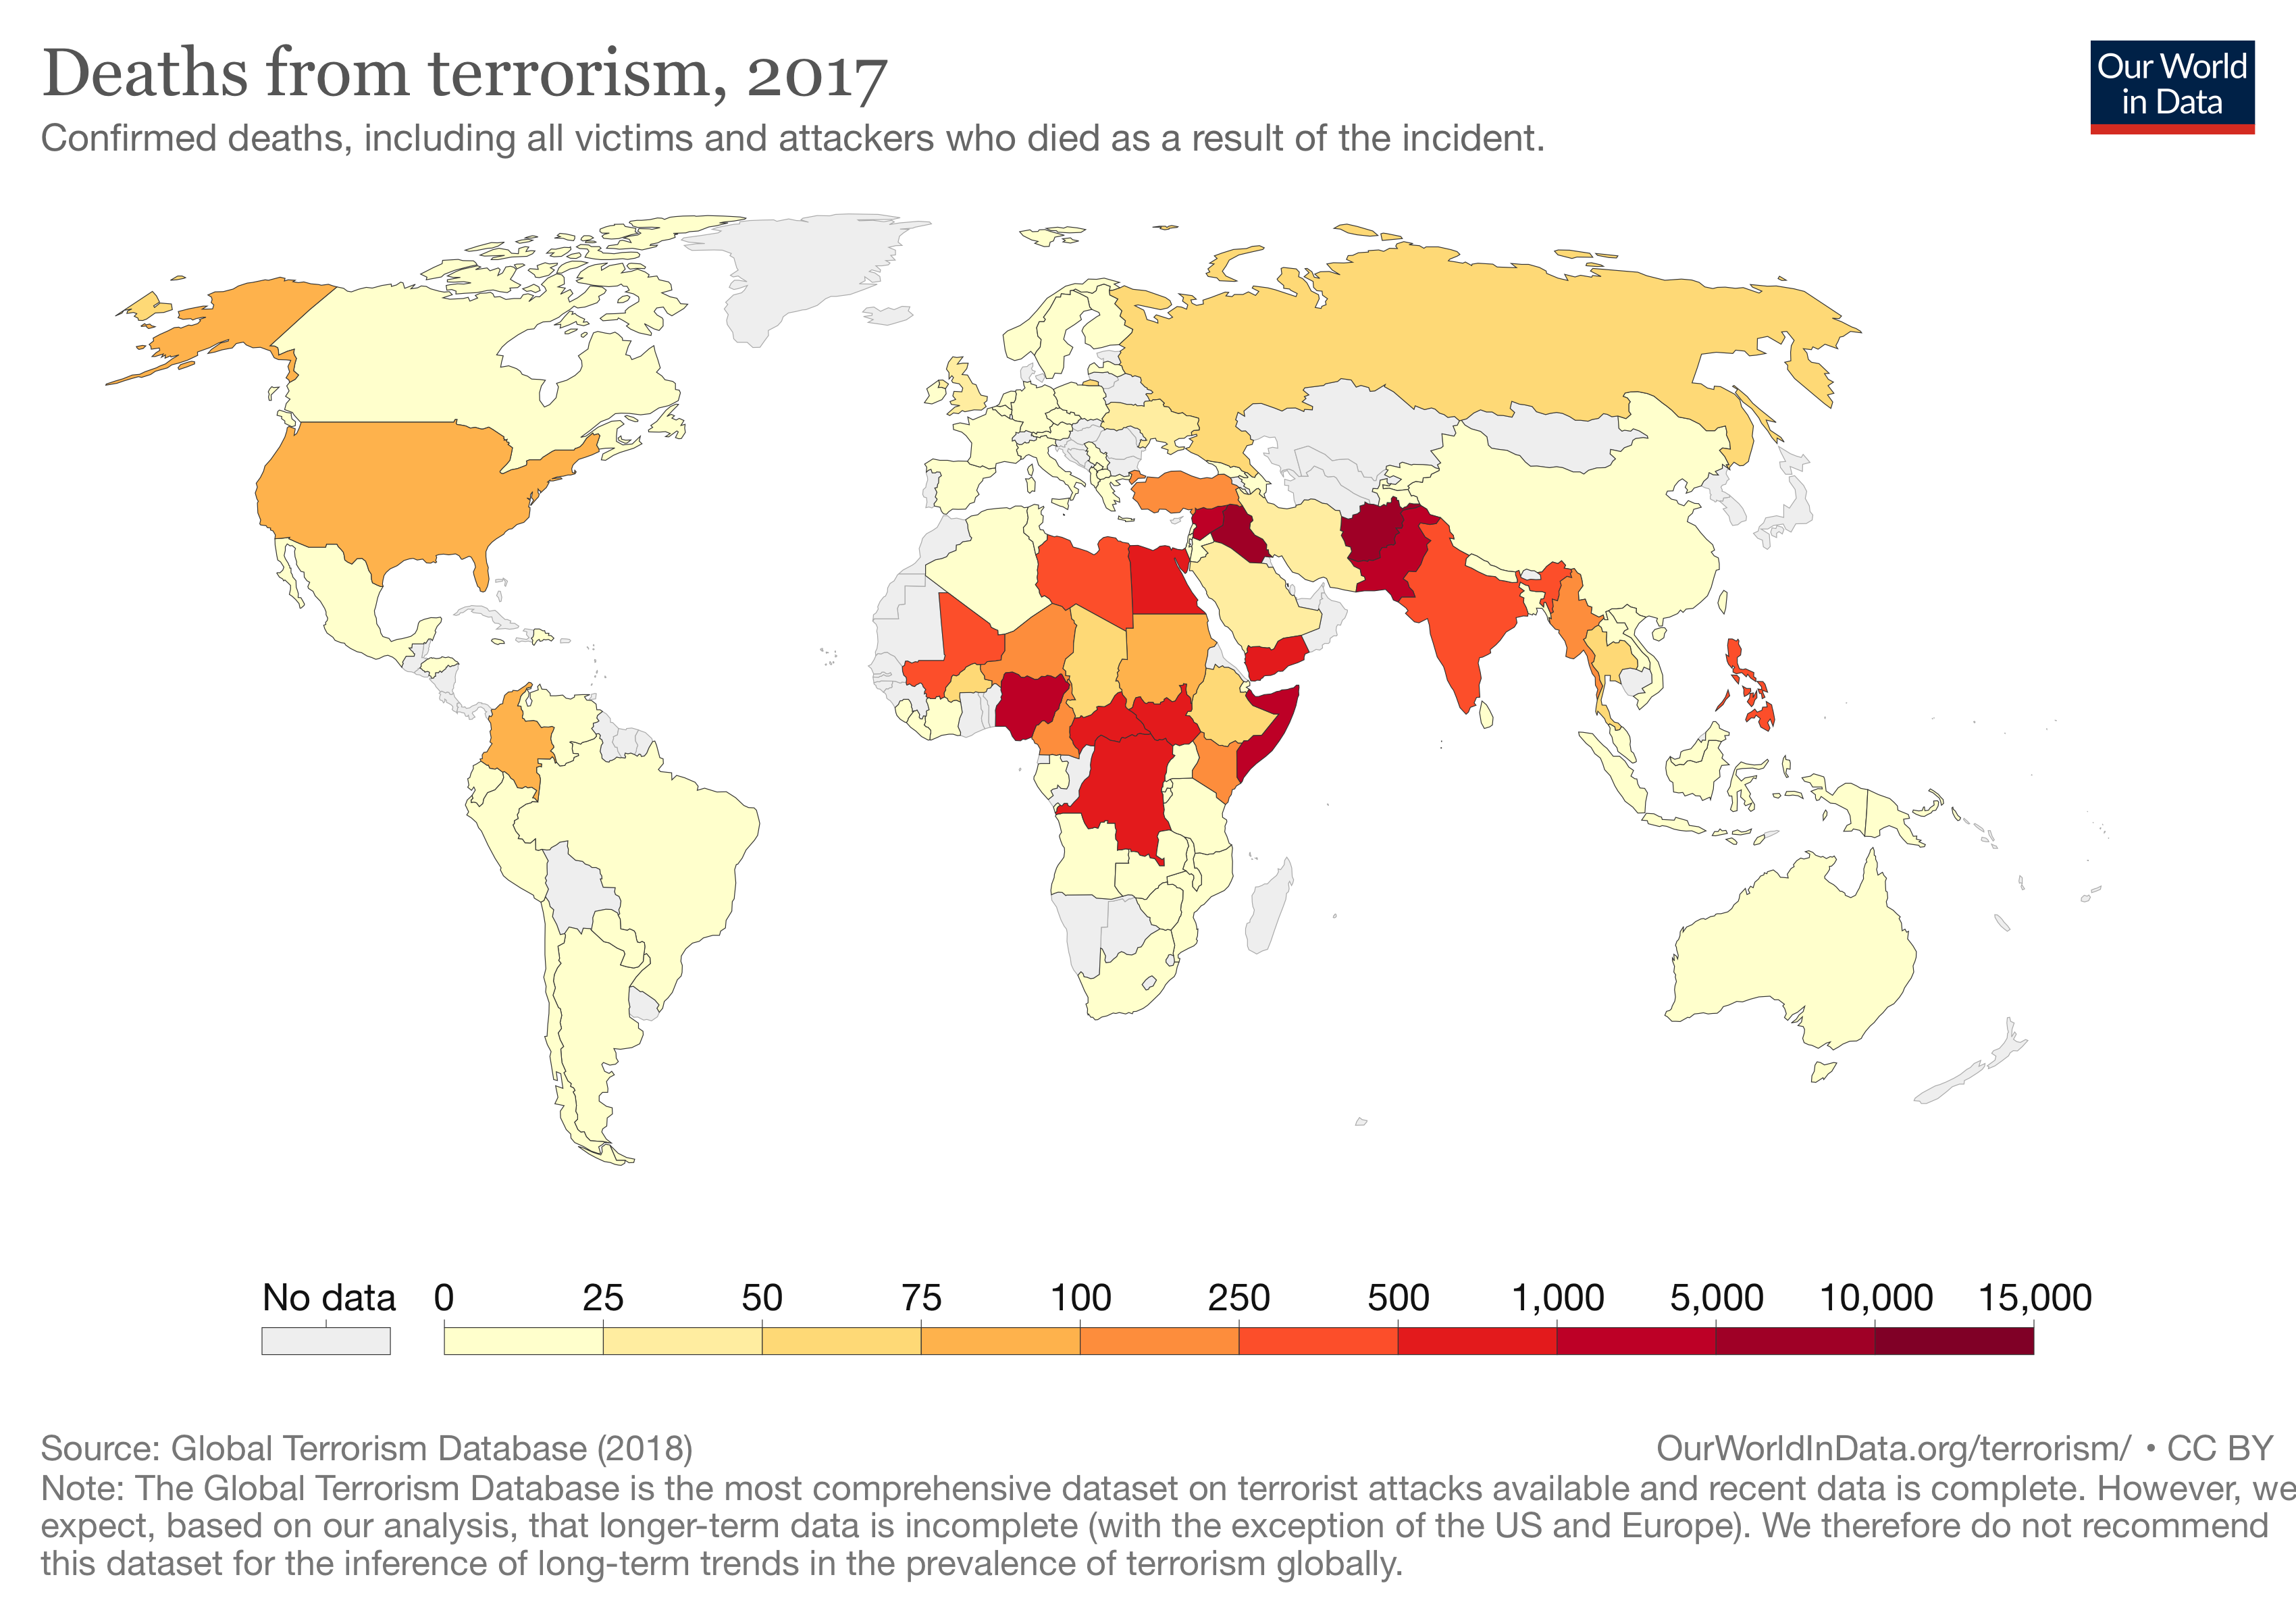 Deaths from terrorism, 2017
Our World
in Data
Confirmed deaths, including all victims and attackers who died as a result of the incident.
No data 0 25 50 75 100 250 500 1,000 5,000 10,000 15,000
Source: Global Terrorism Database (2018) OurWorldInData.org/terrorism/ • CC BY
Note: The Global Terrorism Database is the most comprehensive dataset on terrorist attacks available and recent data is complete. However, we
expect, based on our analysis, that longer-term data is incomplete (with the exception of the US and Europe). We therefore do not recommend
this dataset for the inference of long-term trends in the prevalence of terrorism globally.